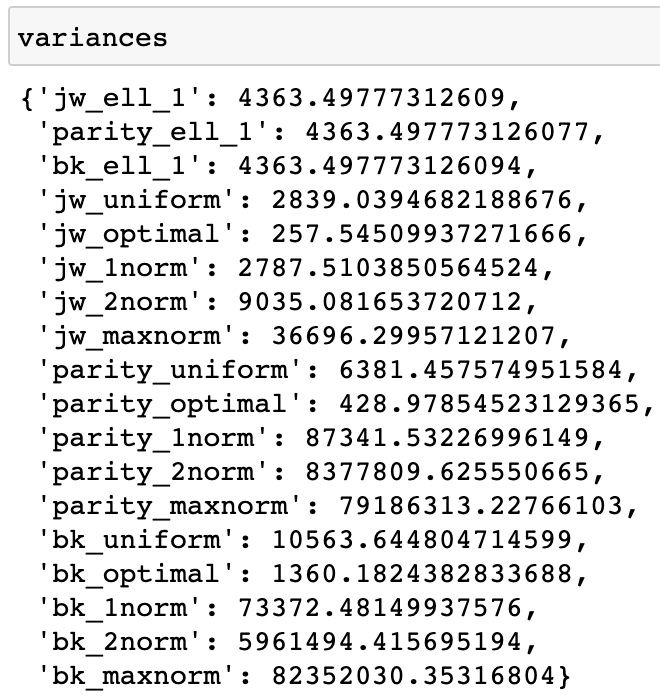 variances
{'jw_ell_1': 4363.49777312609,
'parity_ell_1': 4363.497773126077,
'bk_ell_1': 4363.497773126094,
'jw_uniform': 2839.0394682188676,
'jw_optimal': 257.54509937271666,
'jw_1norm': 2787.5103850564524,
'jw_2norm': 9035.081653720712,
'jw_maxnorm': 36696.29957121207,
'parity_uniform': 6381.457574951584,
'parity_optimal': 428.97854523129365,
'parity_1norm': 87341.53226996149,
'parity_2norm': 8377809.625550665,
'parity_maxnorm': 79186313.22766103,
'bk_uniform': 10563.644804714599,
'bk_optimal': 1360.1824382833688,
'bk_1norm': 73372.48149937576,
'bk_2norm': 5961494.415695194,
'bk_maxnorm': 82352030.35316804}